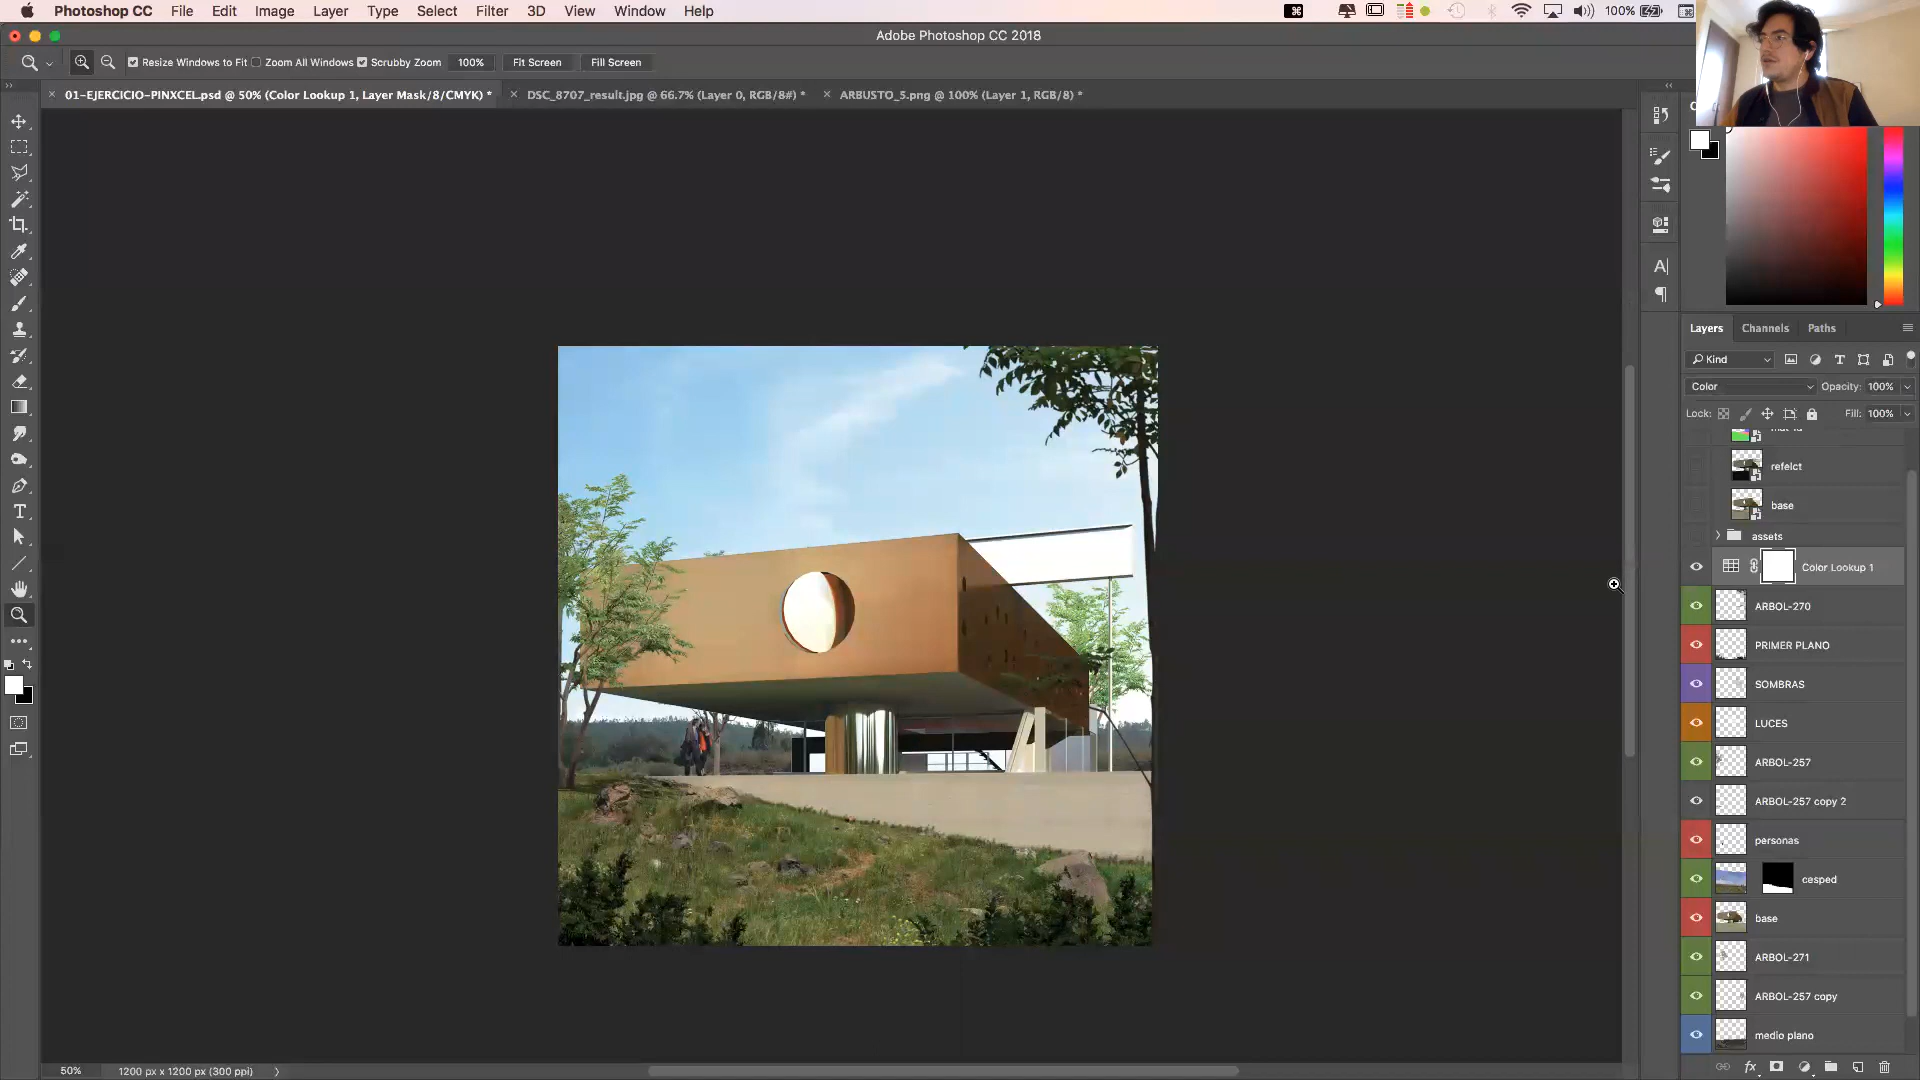 Photoshop CC File Edit Image Layer Type Select Filter 3D View Window Help 100%
Adobe Photoshop CC 2018
Resize Windows to Fit Zoom All Windows Scrubby Zoom 100% Fit Screen Fill Screen
01-EJERCICIO-PINXCEL.psd @ 50% (Color Lookup 1, Layer Mask/8/CMYK) * DSC_8707_result.jpg @ 66.7% (Layer 0, RGB/8#) * ARBUSTO_5.png @ 100% (Layer 1, RGB/8) *
Layers Channels Paths
Kind
Color Opacity: 100%
Lock: Fill: 100%
refelct
base
assets
Color Lookup 1
ARBOL-270
PRIMER PLANO
SOMBRAS
LUCES
ARBOL-257
ARBOL-257 copy 2
personas
cesped
base
ARBOL-271
ARBOL-257 copy
medio plano
50% 1200 px x 1200 px (300 ppi)